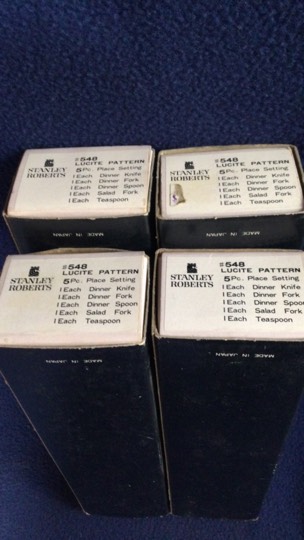 #548
LUCITE PATTERN
STANLEY
ROBERTS
5Pc. Place Setting
1 Each Dinner Knife
1 Each Dinner Fork
1 Each Dinner Spoon
1 Each Salad Fork
1 Each Teaspoon
MADE IN JAPAN
#548
LUCITE PATTERN
STANLEY
ROBERTS
5Pc. Place Setting
1 Each Dinner Knife
1 Each Dinner Fork
1 Each Dinner Spoon
Each Salad Fork
1 Each Teaspoon
MADE IN JAPAN
#548
LUCITE PATTERN
STANLEY
ROBERTS
5Pc. Place Setting
1 Each Dinner Knife
1 Each Dinner Fork
1 Each Dinner Spoon
1 Each Salad Fork
1 Each Teaspoon
MADE IN JAPAN
#548
LUCITE PATTERN
STANLEY
ROBERTS
5Pc. Place Setting
1 Each Dinner Knife
1 Each Dinner Fork
1 Each Dinner Spoon
1 Each Salad Fork
1 Each Teaspoon
MADE IN JAPAN